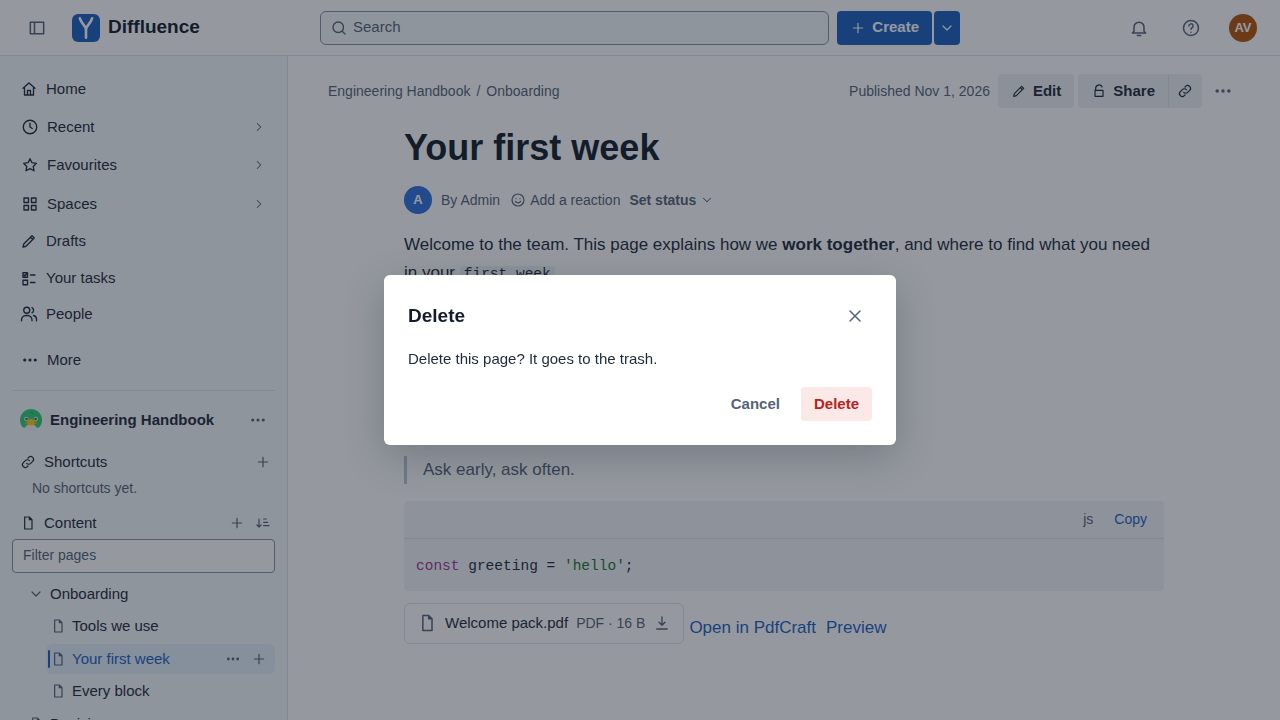 Diffluence
Search
Create
AV
Home
Recent
Favourites
Spaces
Drafts
Your tasks
People
More
Engineering Handbook
Shortcuts
No shortcuts yet.
Content
Filter pages
Onboarding
Tools we use
Your first week
Every block
Engineering Handbook / Onboarding
Published Nov 1, 2026
Edit
Share
Your first week
A By Admin Add a reaction Set status
Welcome to the team. This page explains how we work together, and where to find what you need
in your first week
Delete
Delete this page? It goes to the trash.
Cancel
Delete
Ask early, ask often.
js Copy
const greeting = 'hello';
Welcome pack.pdf PDF · 16 B
Open in PdfCraft Preview